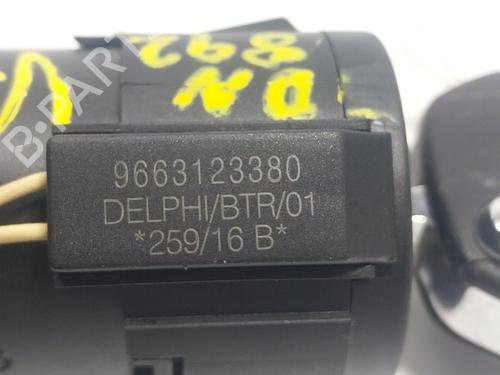 892
DN
9663123380
DELPHI/BTR/01
*259/16 B*
B-PARTS